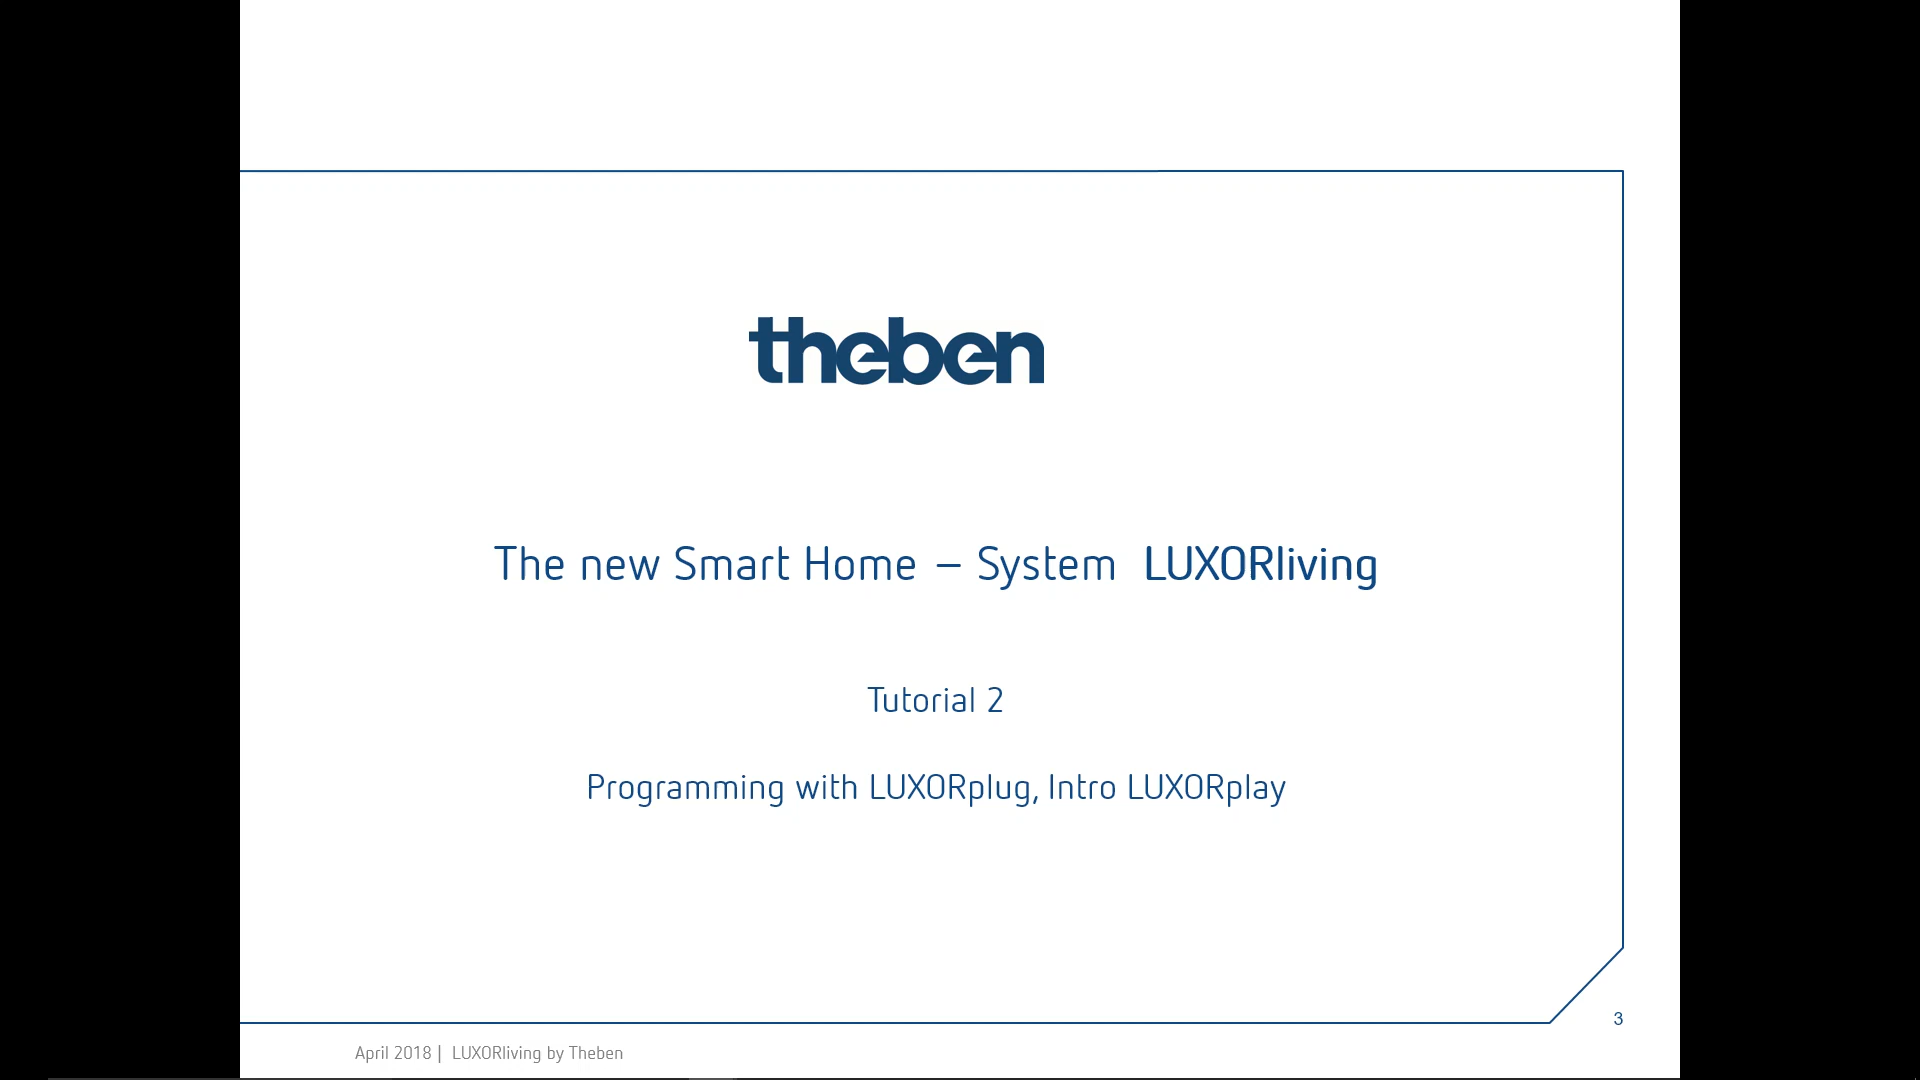 theben
The new Smart Home – System LUXORliving
Tutorial 2
Programming with LUXORplug, Intro LUXORplay
3
April 2018 | LUXORliving by Theben